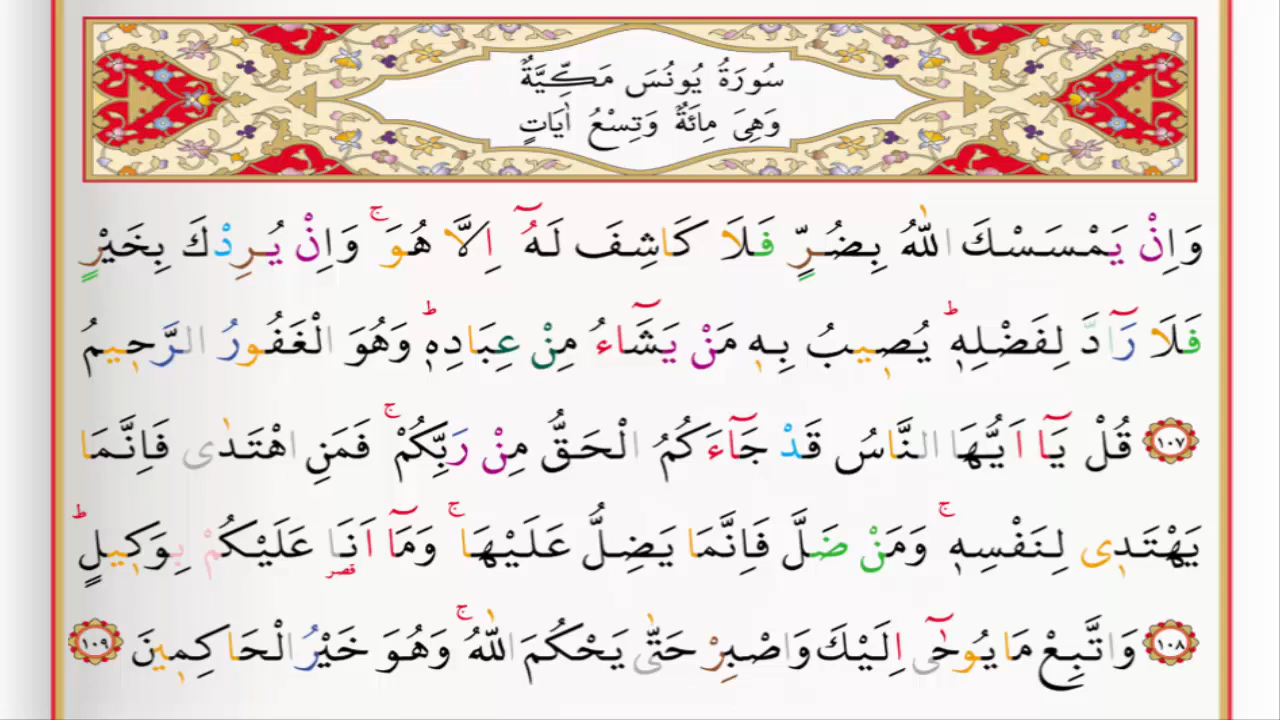 سُورَةُ يُونُسَ مَكِّيَّةٌ
وَهِىَ مِائَةٌ وَتِسْعُ اٰيَاتٍ
وَاِنْ يَمْسَسْكَ اللّٰهُ بِضُرٍّ فَلَا كَاشِفَ لَهُٓ اِلَّا هُوَۚ وَاِنْ يُرِدْكَ بِخَيْرٍ
فَلَا رَٓادَّ لِفَضْلِه۪ۜ يُص۪يبُ بِه۪ مَنْ يَشَٓاءُ مِنْ عِبَادِه۪ۜ وَهُوَ الْغَفُورُ الرَّح۪يمُ
﴿١٠٧﴾ قُلْ يَٓا اَيُّهَا النَّاسُ قَدْ جَٓاءَكُمُ الْحَقُّ مِنْ رَبِّكُمْۚ فَمَنِ اهْتَدٰى فَاِنَّمَا
يَهْتَد۪ى لِنَفْسِه۪ۚ وَمَنْ ضَلَّ فَاِنَّمَا يَضِلُّ عَلَيْهَاۚ وَمَٓا اَنَا۬ عَلَيْكُمْ بِوَك۪يلٍۜ
قصر
﴿١٠٨﴾ وَاتَّبِعْ مَا يُوحٰٓى اِلَيْكَ وَاصْبِرْ حَتّٰى يَحْكُمَ اللّٰهُۚ وَهُوَ خَيْرُ الْحَاكِم۪ينَ ﴿١٠٩﴾